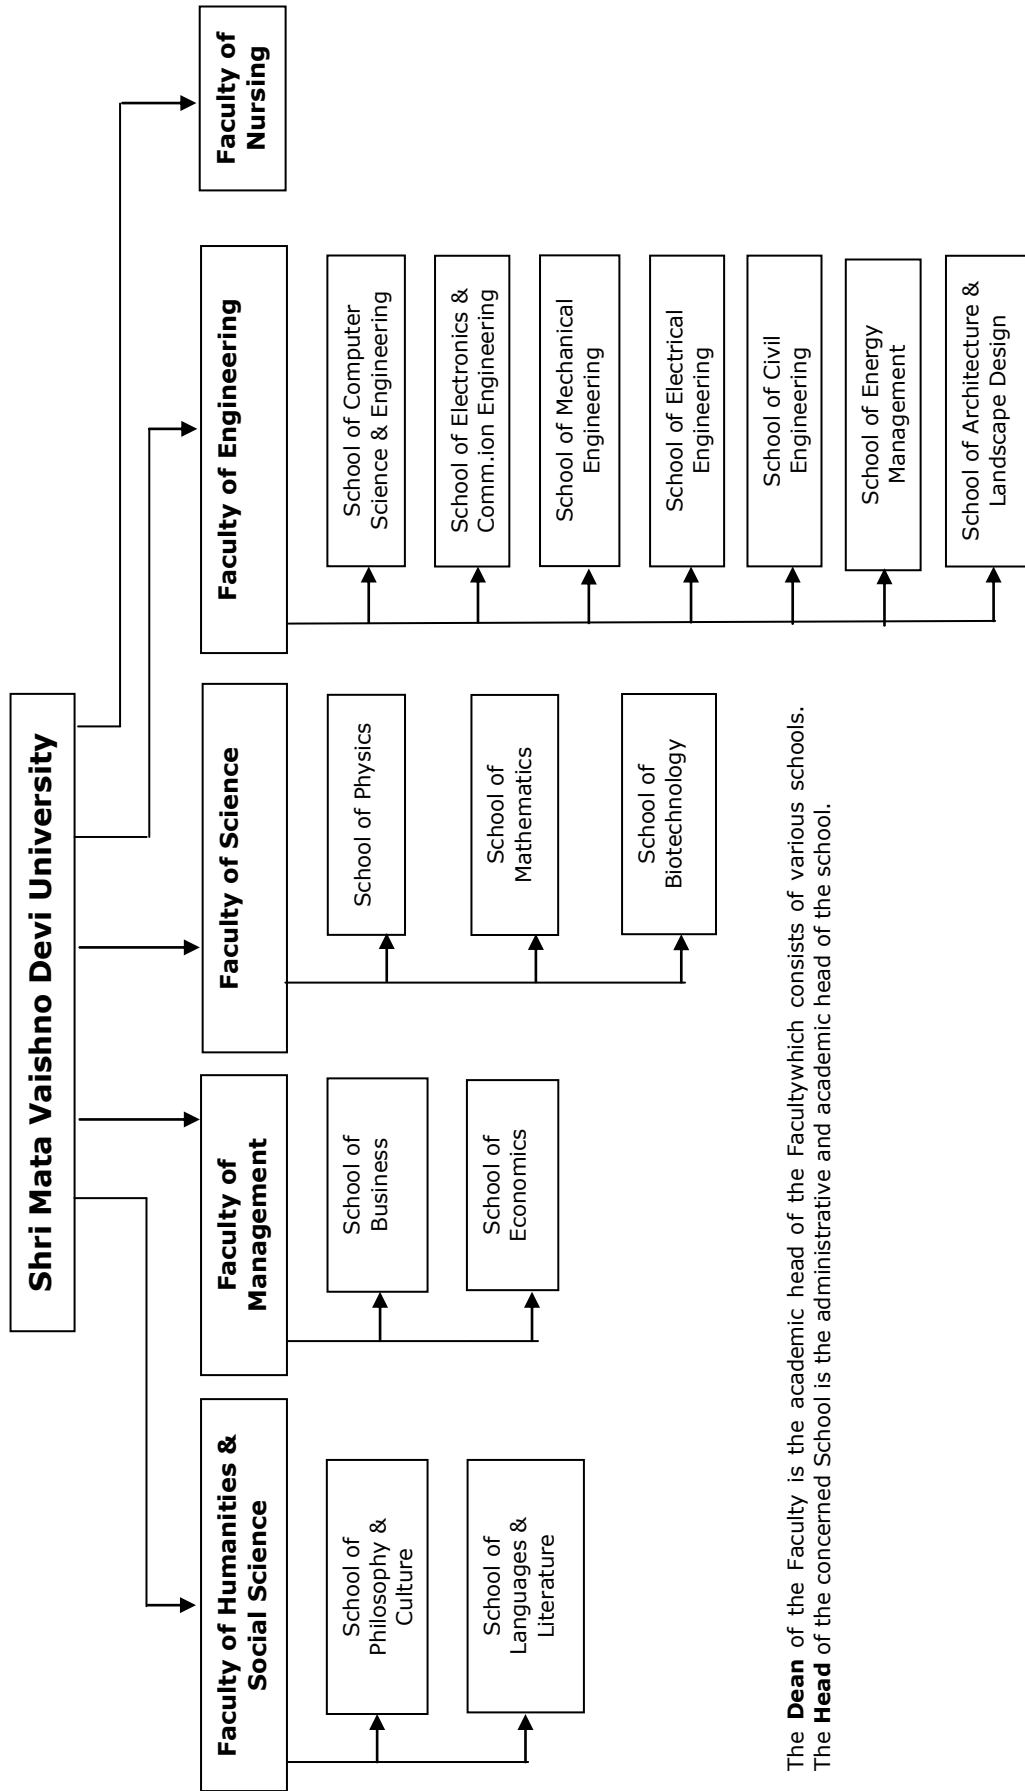 Shri Mata Vaishno Devi University
Faculty of Humanities &
Social Science
School of
Philosophy &
Culture
School of
Languages &
Literature
Faculty of
Management
School of
Business
School of
Economics
Faculty of Science
School of Physics
School of
Mathematics
School of
Biotechnology
Faculty of Engineering
School of Computer
Science & Engineering
School of Electronics &
Comm.ion Engineering
School of Mechanical
Engineering
School of Electrical
Engineering
School of Civil
Engineering
School of Energy
Management
School of Architecture &
Landscape Design
Faculty of
Nursing
The Dean of the Faculty is the academic head of the Facultywhich consists of various schools.
The Head of the concerned School is the administrative and academic head of the school.